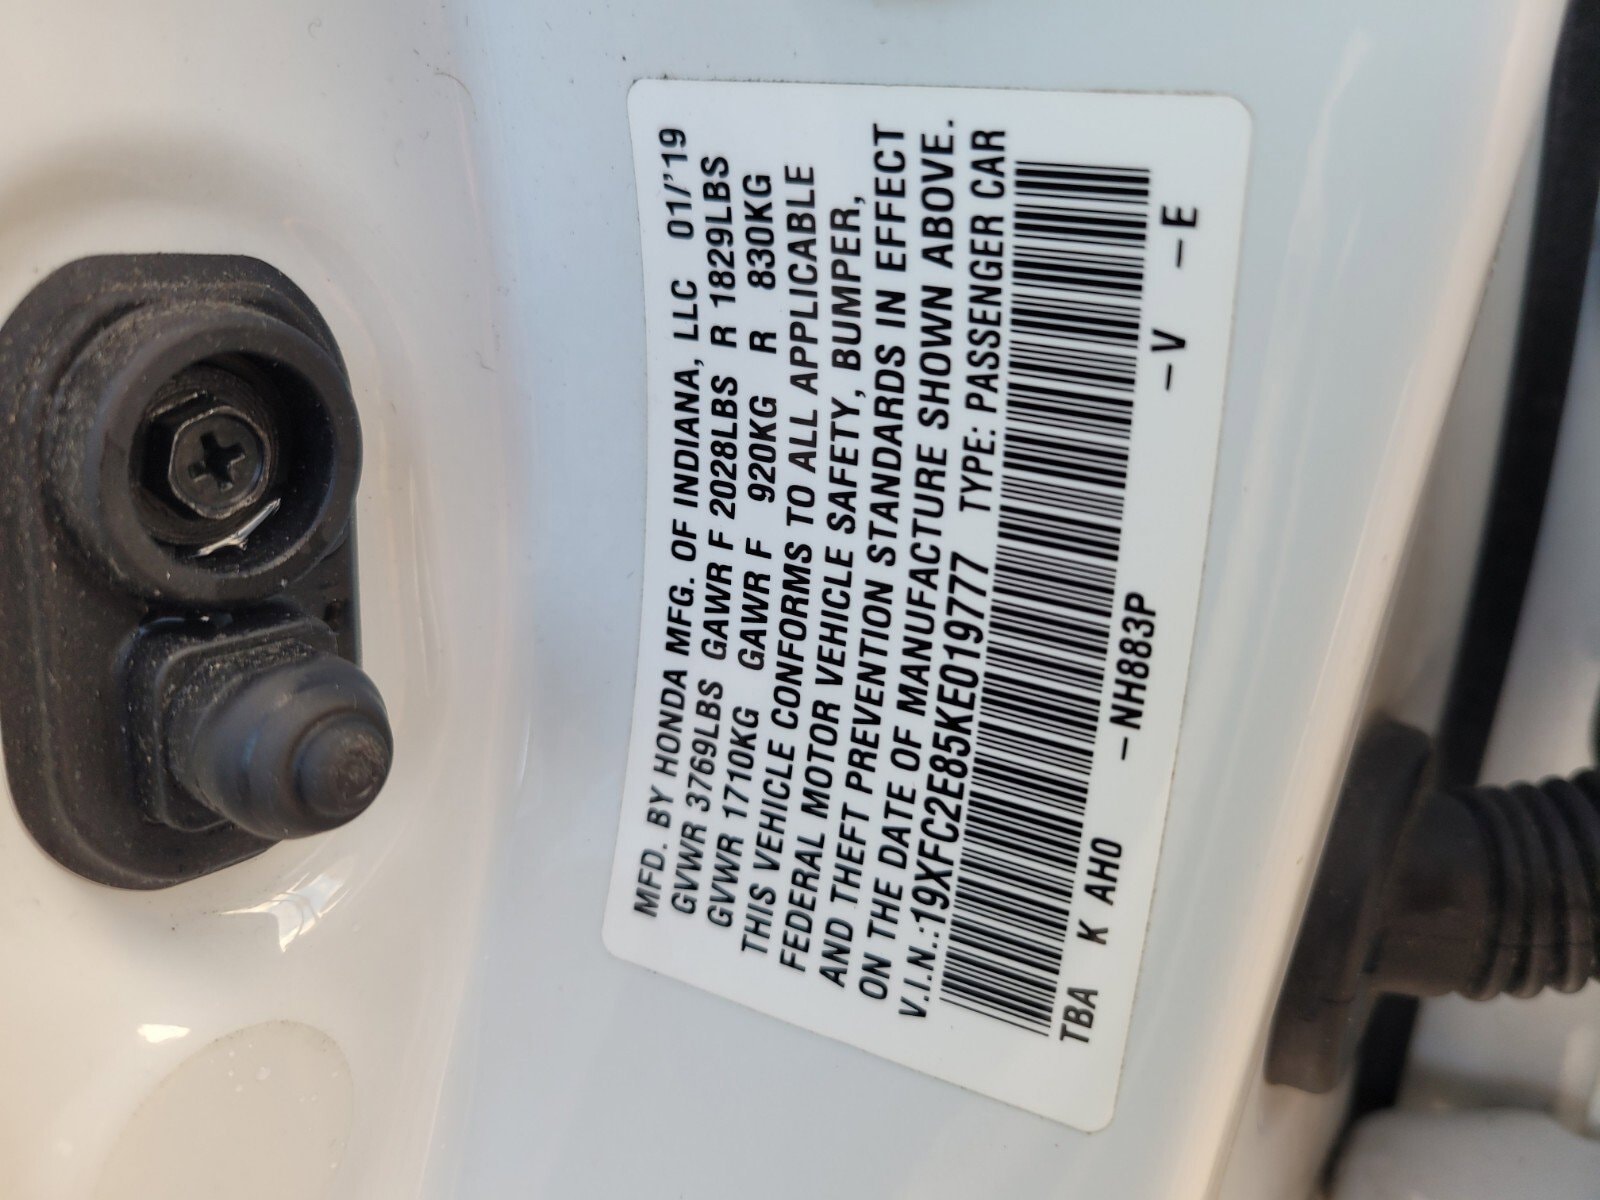 MFD. BY HONDA MFG. OF INDIANA, LLC 01/'19
GVWR 3769LBS GAWR F 2028LBS R 1829LBS
GVWR 1710KG GAWR F 920KG R 830KG
THIS VEHICLE CONFORMS TO ALL APPLICABLE
FEDERAL MOTOR VEHICLE SAFETY, BUMPER,
AND THEFT PREVENTION STANDARDS IN EFFECT
ON THE DATE OF MANUFACTURE SHOWN ABOVE.
V.I.N.:19XFC2E85KE019777 TYPE: PASSENGER CAR
TBA K AH0 –NH883P –V –E